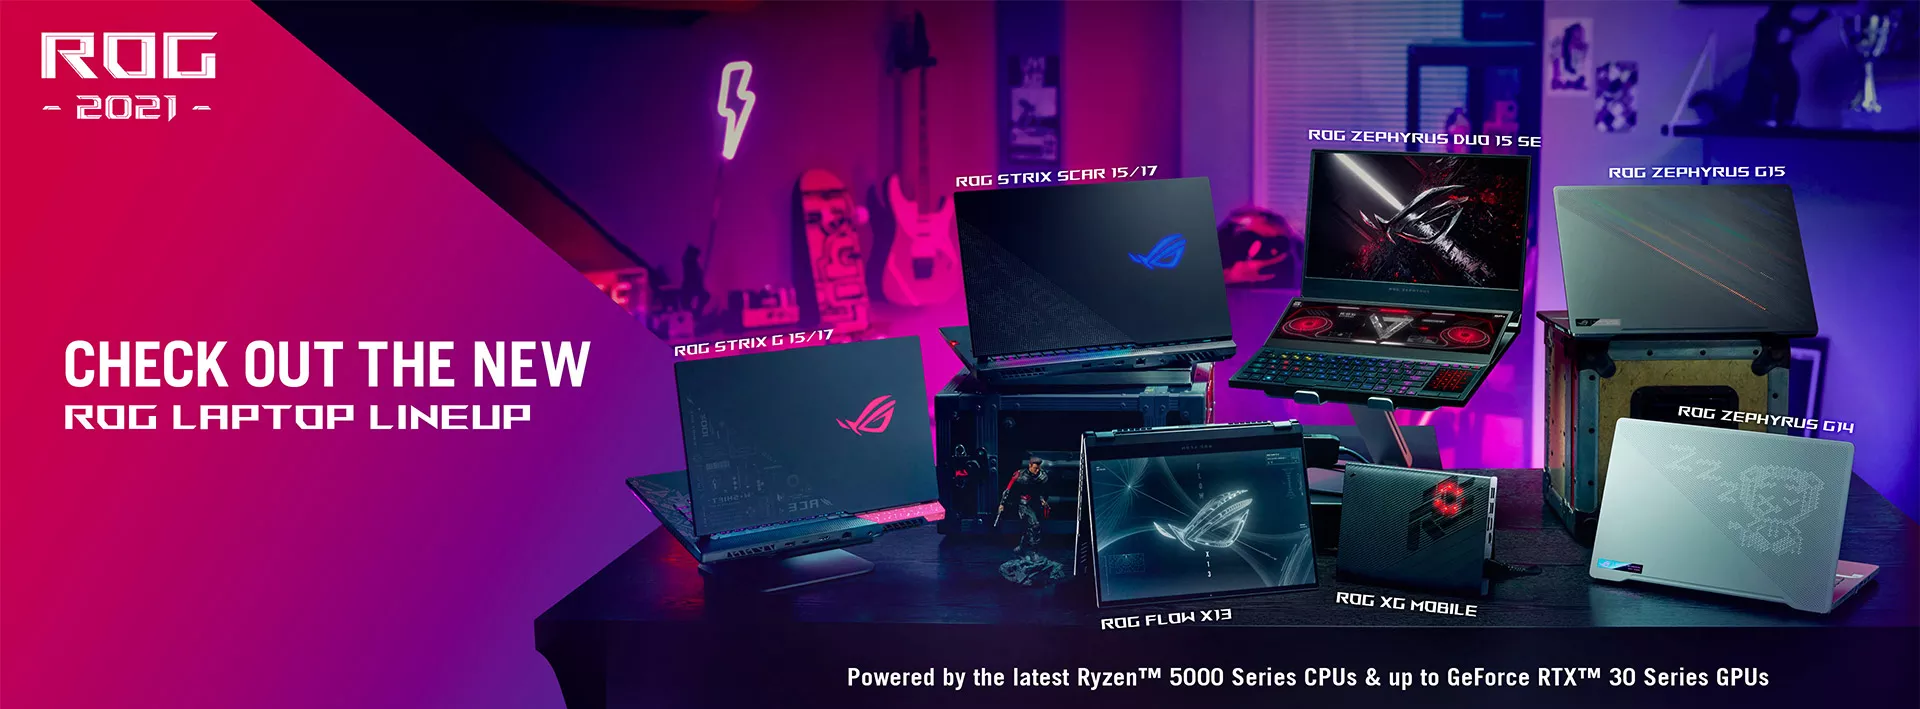 ROG
- 2021 -
CHECK OUT THE NEW
ROG LAPTOP LINEUP
ROG STRIX G 15/17
ROG STRIX SCAR 15/17
ROG ZEPHYRUS DUO 15 SE
ROG ZEPHYRUS G15
ROG ZEPHYRUS G14
ROG FLOW X13
ROG XG MOBILE
FLOW
X13
Powered by the latest Ryzen™ 5000 Series CPUs & up to GeForce RTX™ 30 Series GPUs